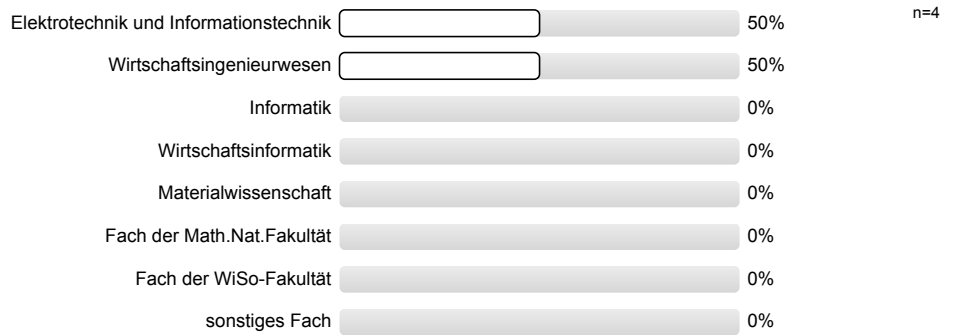 Elektrotechnik und Informationstechnik 50% n=4
Wirtschaftsingenieurwesen 50%
Informatik 0%
Wirtschaftsinformatik 0%
Materialwissenschaft 0%
Fach der Math.Nat.Fakultät 0%
Fach der WiSo-Fakultät 0%
sonstiges Fach 0%